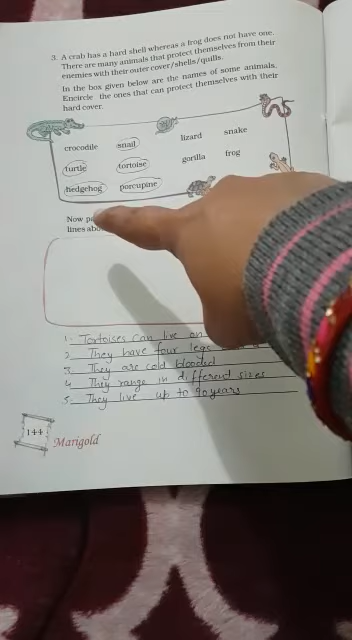 3. A crab has a hard shell whereas a frog does not have one.
There are many animals that protect themselves from their
enemies with their outer cover/shells/quills.
In the box given below are the names of some animals.
Encircle the ones that can protect themselves with their
hard cover.
crocodile snail lizard snake
turtle tortoise gorilla frog
hedgehog porcupine
Now
lines
1. Tortoises can live on
2. They have four legs
3. They are cold blooded
4. They range in different sizes
5. They live up to 90 years
144
Marigold